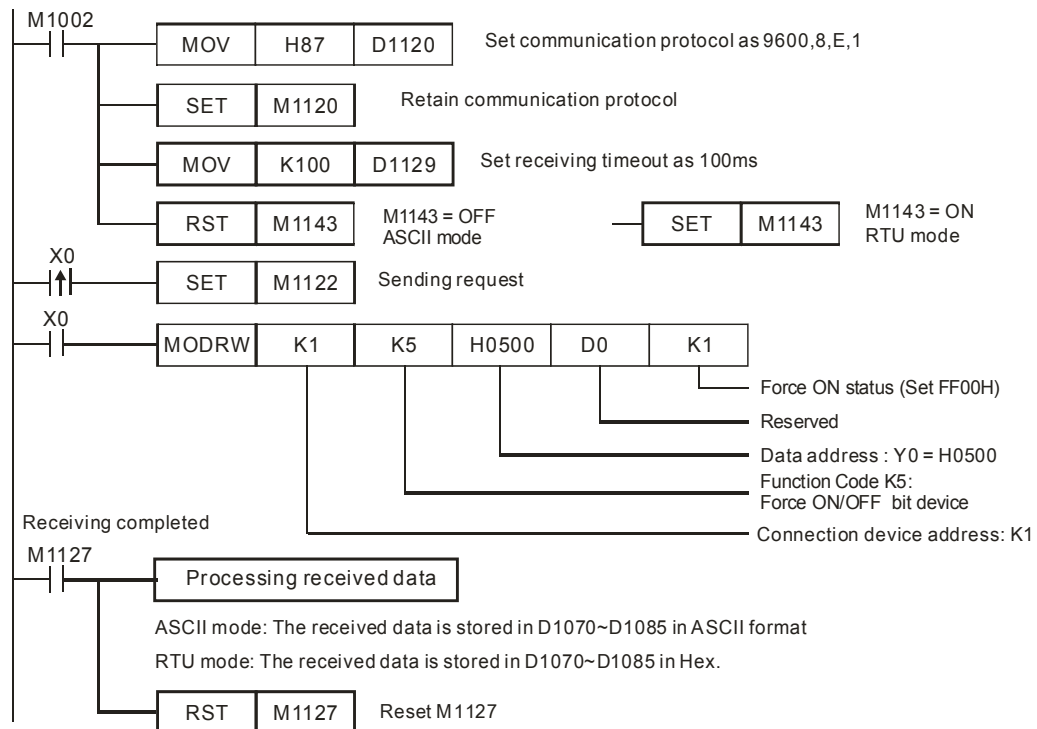 M1002
MOV H87 D1120 Set communication protocol as 9600,8,E,1
SET M1120 Retain communication protocol
MOV K100 D1129 Set receiving timeout as 100ms
RST M1143 M1143 = OFF
ASCII mode
SET M1143 M1143 = ON
RTU mode
X0
SET M1122 Sending request
X0
MODRW K1 K5 H0500 D0 K1
Force ON status (Set FF00H)
Reserved
Data address : Y0 = H0500
Function Code K5:
Force ON/OFF bit device
Connection device address: K1
Receiving completed
M1127
Processing received data
ASCII mode: The received data is stored in D1070~D1085 in ASCII format
RTU mode: The received data is stored in D1070~D1085 in Hex.
RST M1127 Reset M1127